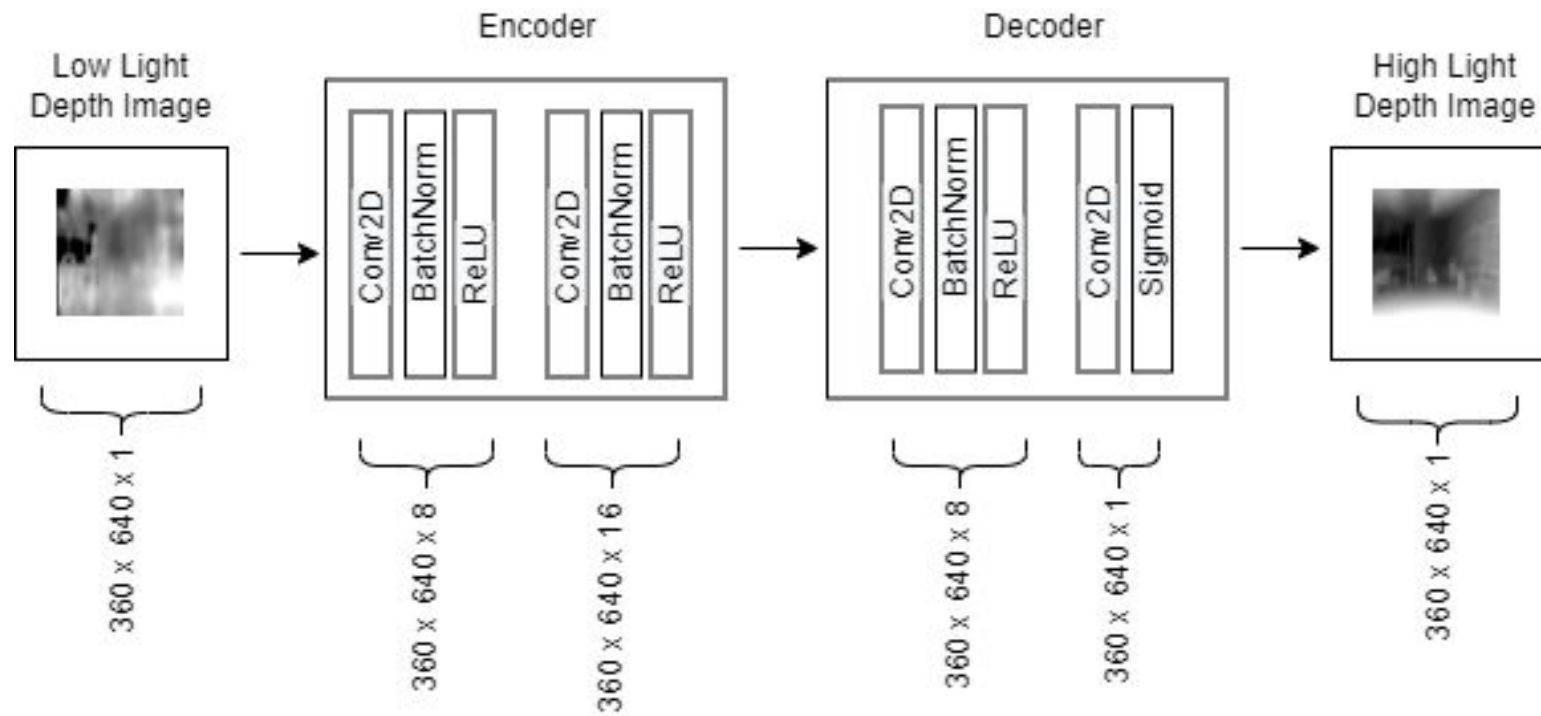 Low Light
Depth Image
Encoder
Conv2D
BatchNorm
ReLU
Conv2D
BatchNorm
ReLU
Decoder
Conv2D
BatchNorm
ReLU
Conv2D
Sigmoid
High Light
Depth Image
360 x 640 x 1
360 x 640 x 8
360 x 640 x 16
360 x 640 x 8
360 x 640 x 1
360 x 640 x 1